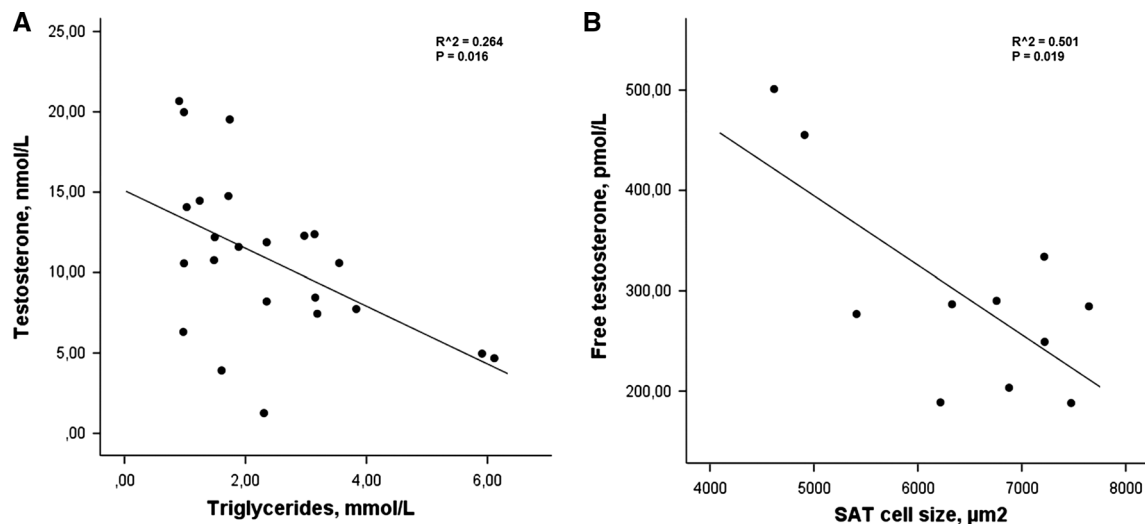 A
R^2 = 0.264
P = 0.016
Testosterone, nmol/L
25,00
20,00
15,00
10,00
5,00
,00
,00 2,00 4,00 6,00
Triglycerides, mmol/L
B
R^2 = 0.501
P = 0.019
Free testosterone, pmol/L
500,00
400,00
300,00
200,00
4000 5000 6000 7000 8000
SAT cell size, µm2